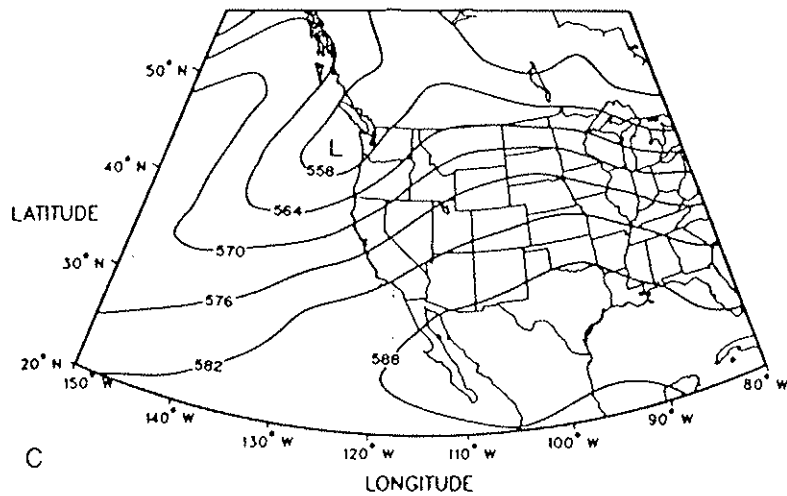 50° N
40° N
LATITUDE
30° N
20° N
150° W
140° W
130° W
120° W
110° W
100° W
90° W
80° W
LONGITUDE
L
558
564
570
576
582
588
C